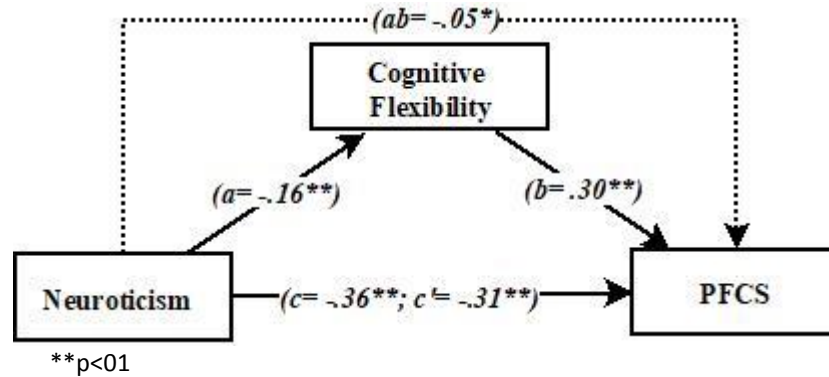 (ab= -.05*)
Cognitive
Flexibility
(a= -.16**)
(b= .30**)
Neuroticism
(c= -.36**; c'= -.31**)
PFCS
**p<01